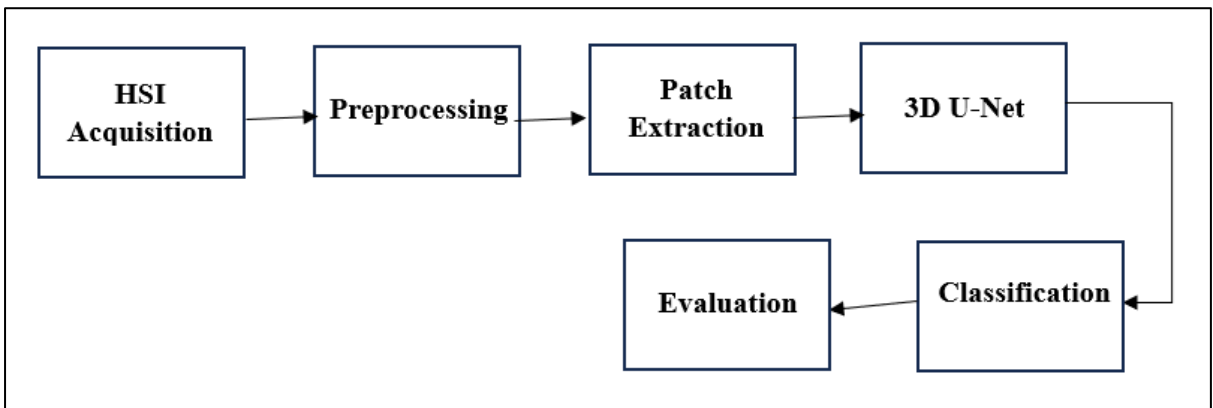 HSI
Acquisition
Preprocessing
Patch
Extraction
3D U-Net
Classification
Evaluation